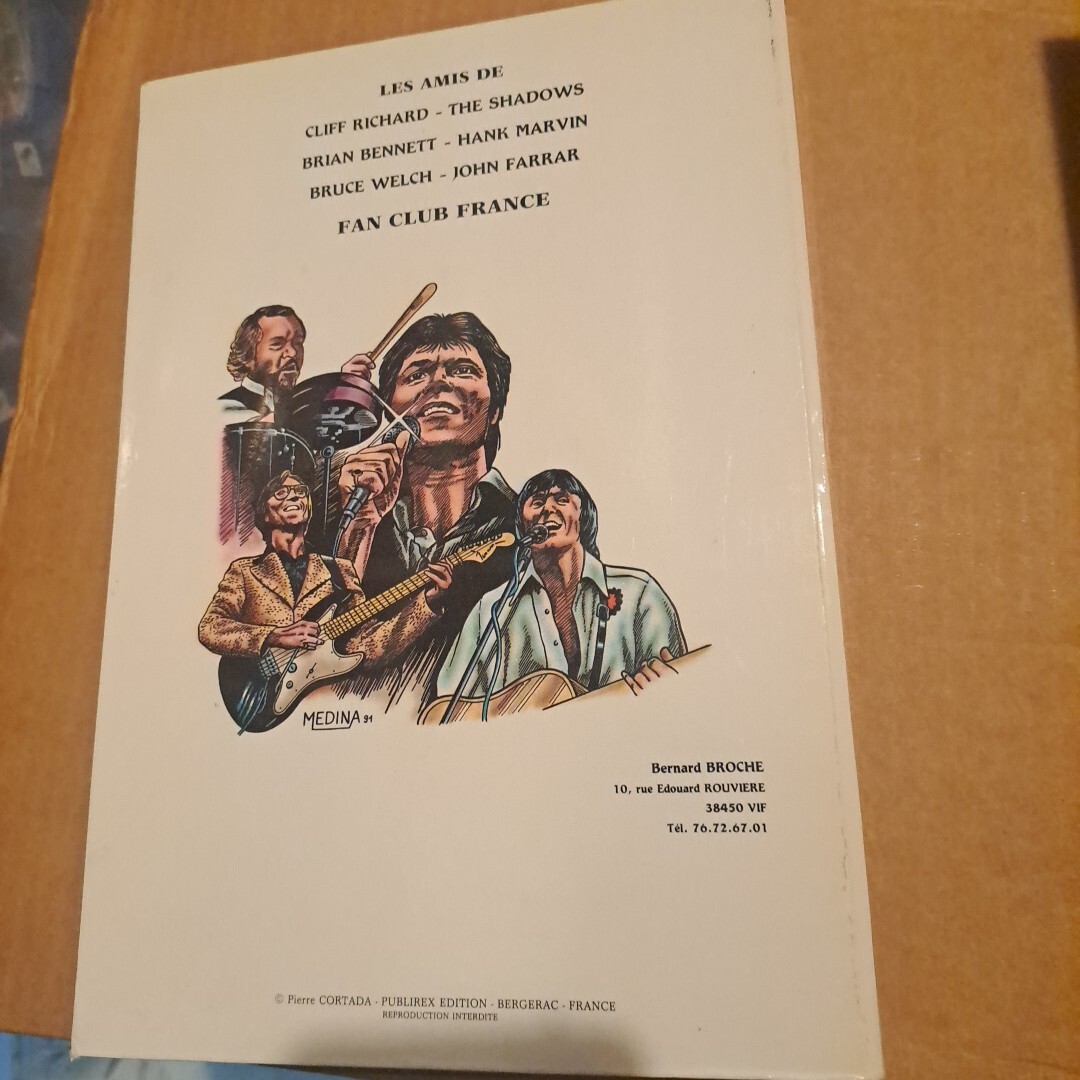 LES AMIS DE
CLIFF RICHARD - THE SHADOWS
BRIAN BENNETT - HANK MARVIN
BRUCE WELCH - JOHN FARRAR
FAN CLUB FRANCE
MEDINA 91
Bernard BROCHE
10, rue Edouard ROUVIERE
38450 VIF
Tél. 76.72.67.01
© Pierre CORTADA - PUBLIREX EDITION - BERGERAC - FRANCE
REPRODUCTION INTERDITE